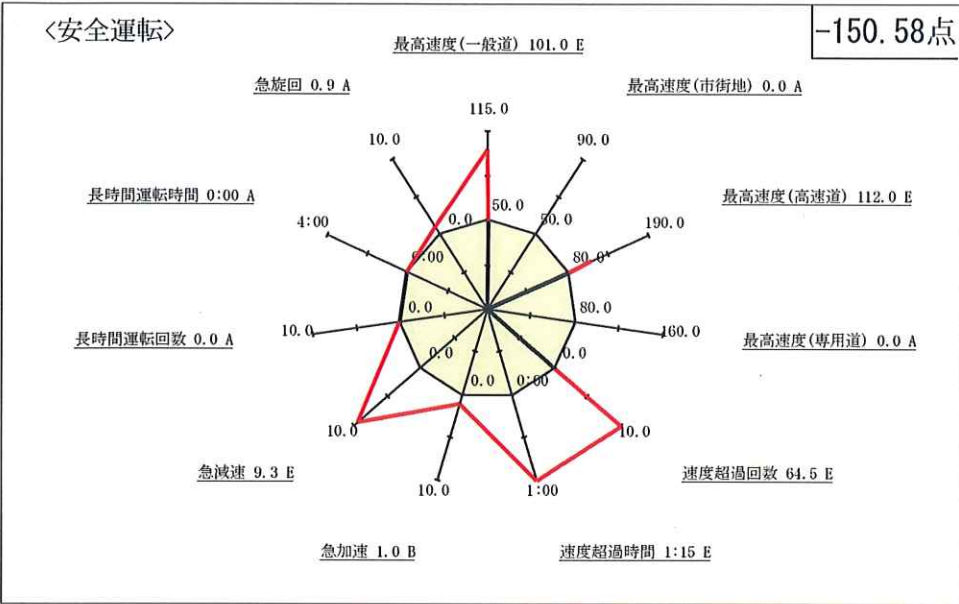 <安全運転>
-150.58点
最高速度(一般道) 101.0 E
急旋回 0.9 A
最高速度(市街地) 0.0 A
115.0
10.0
90.0
長時間運転時間 0:00 A
最高速度(高速道) 112.0 E
4:00
190.0
0.0
50.0
50.0
0:00
80.0
長時間運転回数 0.0 A
10.0
0.0
80.0
160.0
最高速度(専用道) 0.0 A
0.0
0.0
0.0
0:00
10.0
10.0
急減速 9.3 E
速度超過回数 64.5 E
10.0
1:00
急加速 1.0 B
速度超過時間 1:15 E